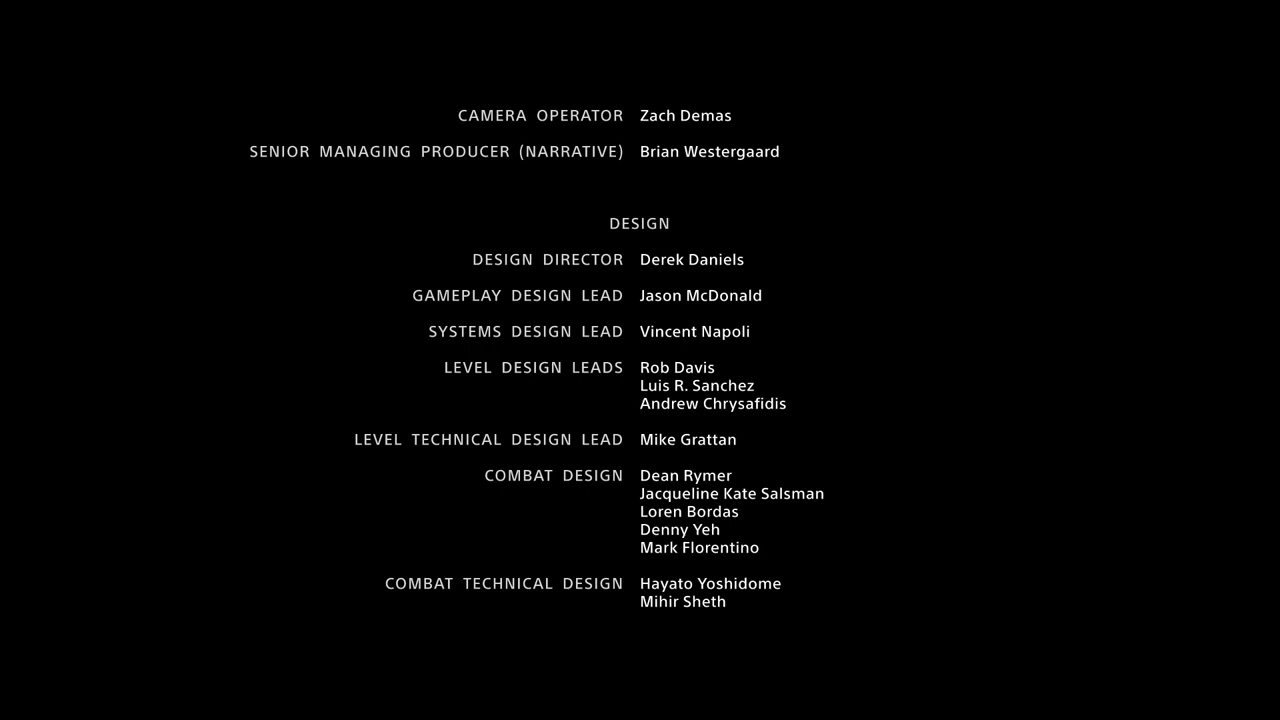 CAMERA OPERATOR Zach Demas
SENIOR MANAGING PRODUCER (NARRATIVE) Brian Westergaard
DESIGN
DESIGN DIRECTOR Derek Daniels
GAMEPLAY DESIGN LEAD Jason McDonald
SYSTEMS DESIGN LEAD Vincent Napoli
LEVEL DESIGN LEADS Rob Davis
Luis R. Sanchez
Andrew Chrysafidis
LEVEL TECHNICAL DESIGN LEAD Mike Grattan
COMBAT DESIGN Dean Rymer
Jacqueline Kate Salsman
Loren Bordas
Denny Yeh
Mark Florentino
COMBAT TECHNICAL DESIGN Hayato Yoshidome
Mihir Sheth